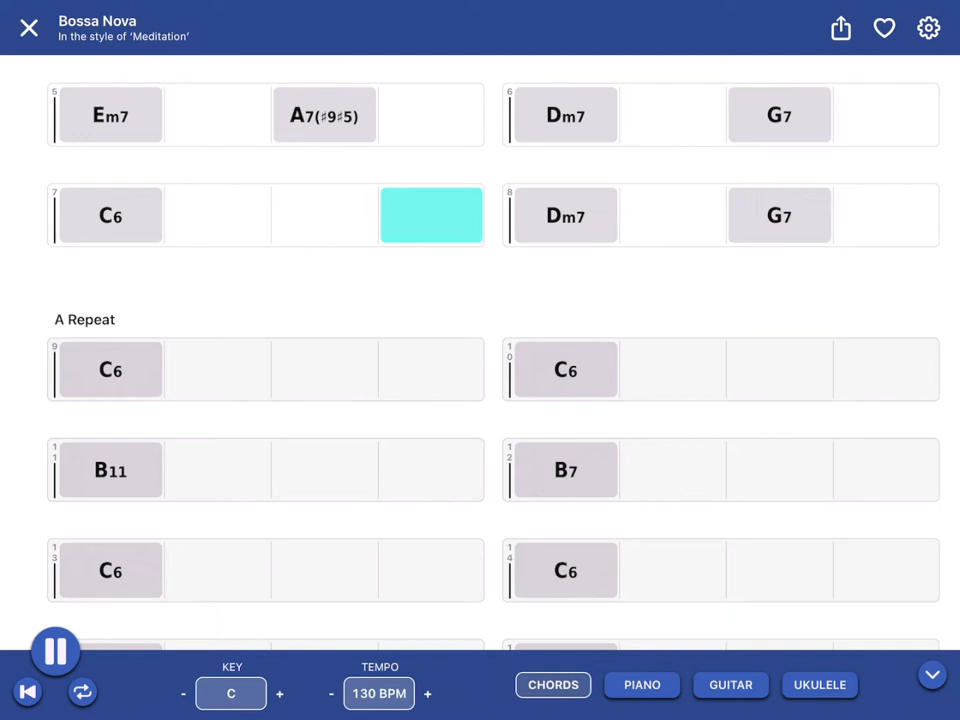 Bossa Nova
In the style of ‘Meditation’
5 Em7 A7(♯9♯5) 6 Dm7 G7
7 C6 8 Dm7 G7
A Repeat
9 C6 10 C6
11 B11 12 B7
13 C6 14 C6
KEY TEMPO
- C + - 130 BPM + CHORDS PIANO GUITAR UKULELE